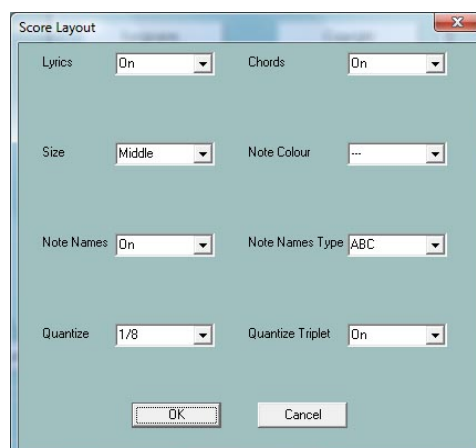 Score Layout
Lyrics On Chords On
Size Middle Note Colour ---
Note Names On Note Names Type ABC
Quantize 1/8 Quantize Triplet On
OK Cancel